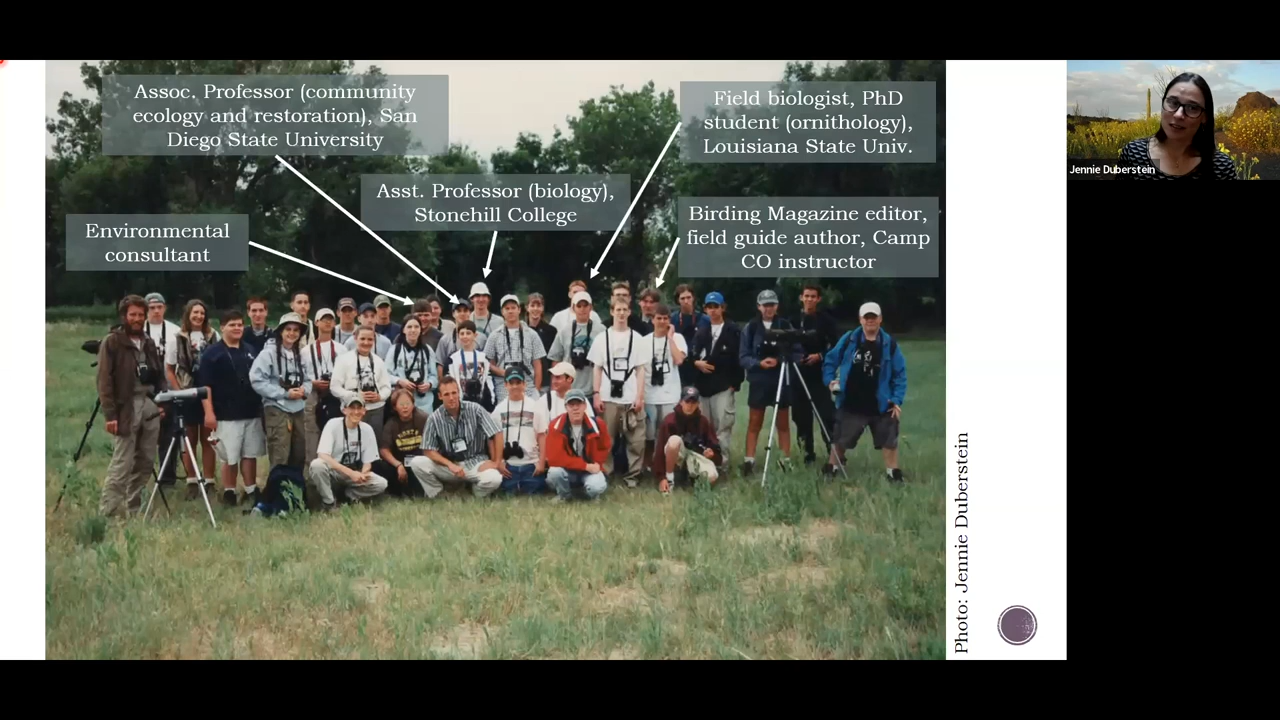 Assoc. Professor (community
ecology and restoration), San
Diego State University
Field biologist, PhD
student (ornithology),
Louisiana State Univ.
Asst. Professor (biology),
Stonehill College
Birding Magazine editor,
field guide author, Camp
CO instructor
Environmental
consultant
Photo: Jennie Duberstein
Jennie Duberstein